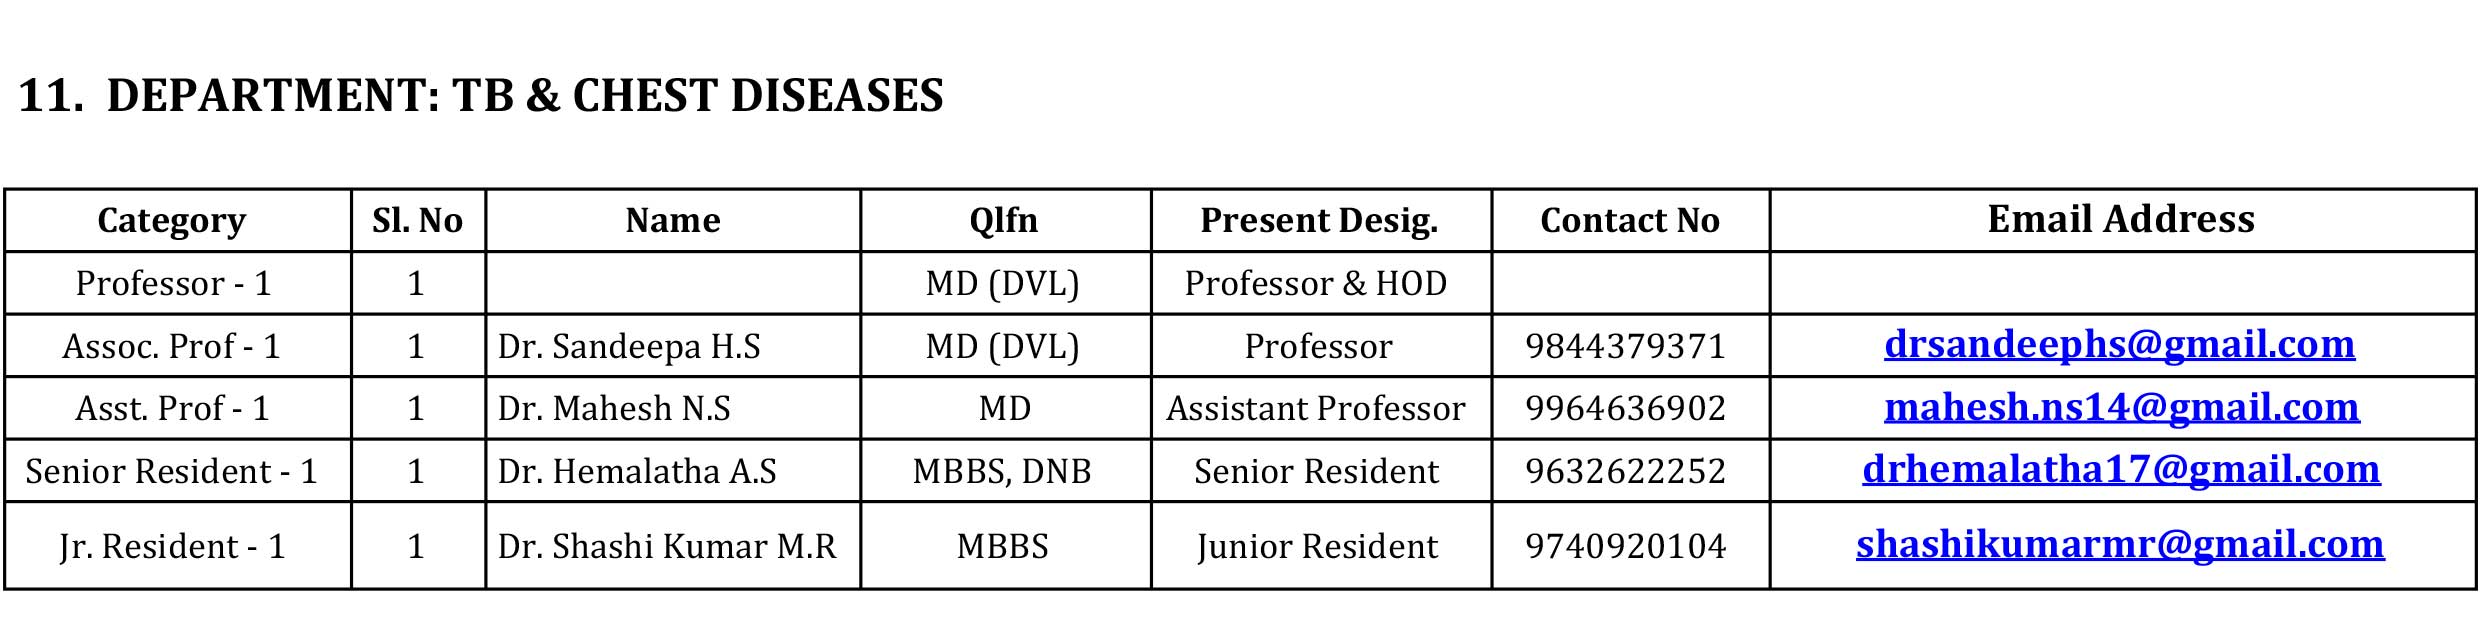 11. DEPARTMENT: TB & CHEST DISEASES
Category Sl. No Name Qlfn Present Desig. Contact No Email Address
Professor - 1 1 MD (DVL) Professor & HOD
Assoc. Prof - 1 1 Dr. Sandeepa H.S MD (DVL) Professor 9844379371 drsandeephs@gmail.com
Asst. Prof - 1 1 Dr. Mahesh N.S MD Assistant Professor 9964636902 mahesh.ns14@gmail.com
Senior Resident - 1 1 Dr. Hemalatha A.S MBBS, DNB Senior Resident 9632622252 drhemalatha17@gmail.com
Jr. Resident - 1 1 Dr. Shashi Kumar M.R MBBS Junior Resident 9740920104 shashikumarmr@gmail.com